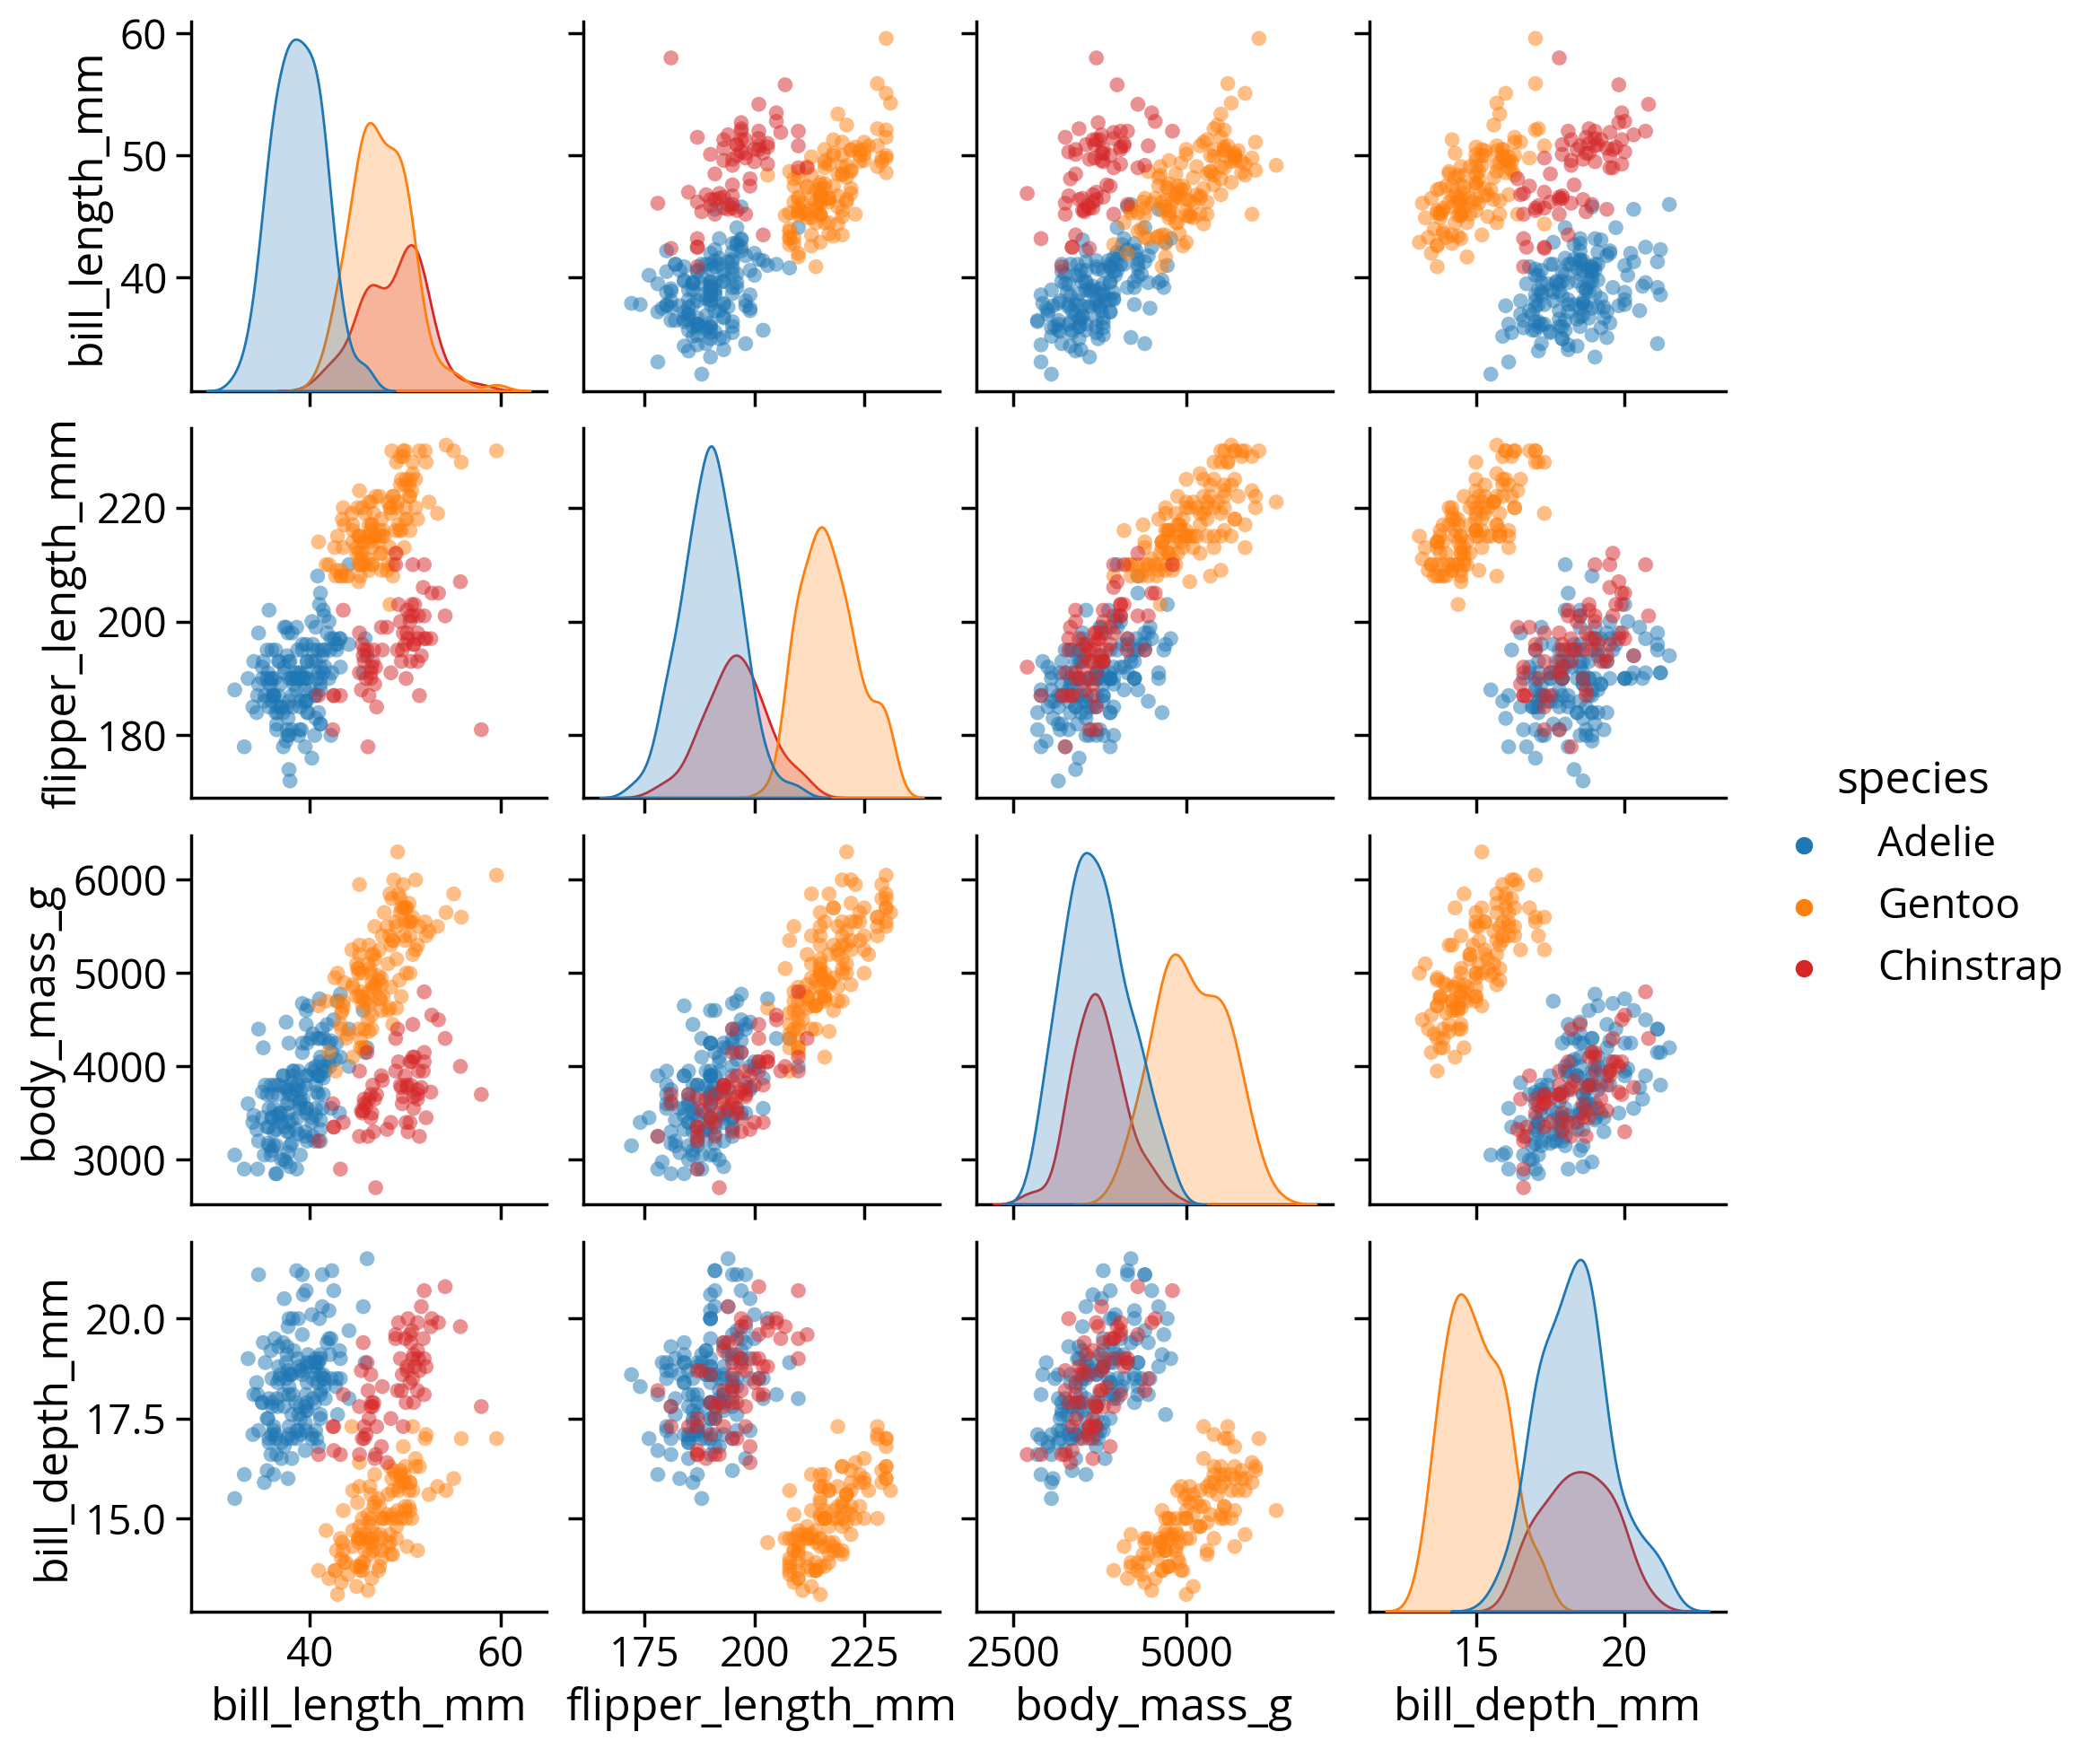 bill_length_mm
60
50
40
flipper_length_mm
220
200
180
body_mass_g
6000
5000
4000
3000
bill_depth_mm
20.0
17.5
15.0
40 60
175 200 225
2500 5000
15 20
bill_length_mm
flipper_length_mm
body_mass_g
bill_depth_mm
species
Adelie
Gentoo
Chinstrap